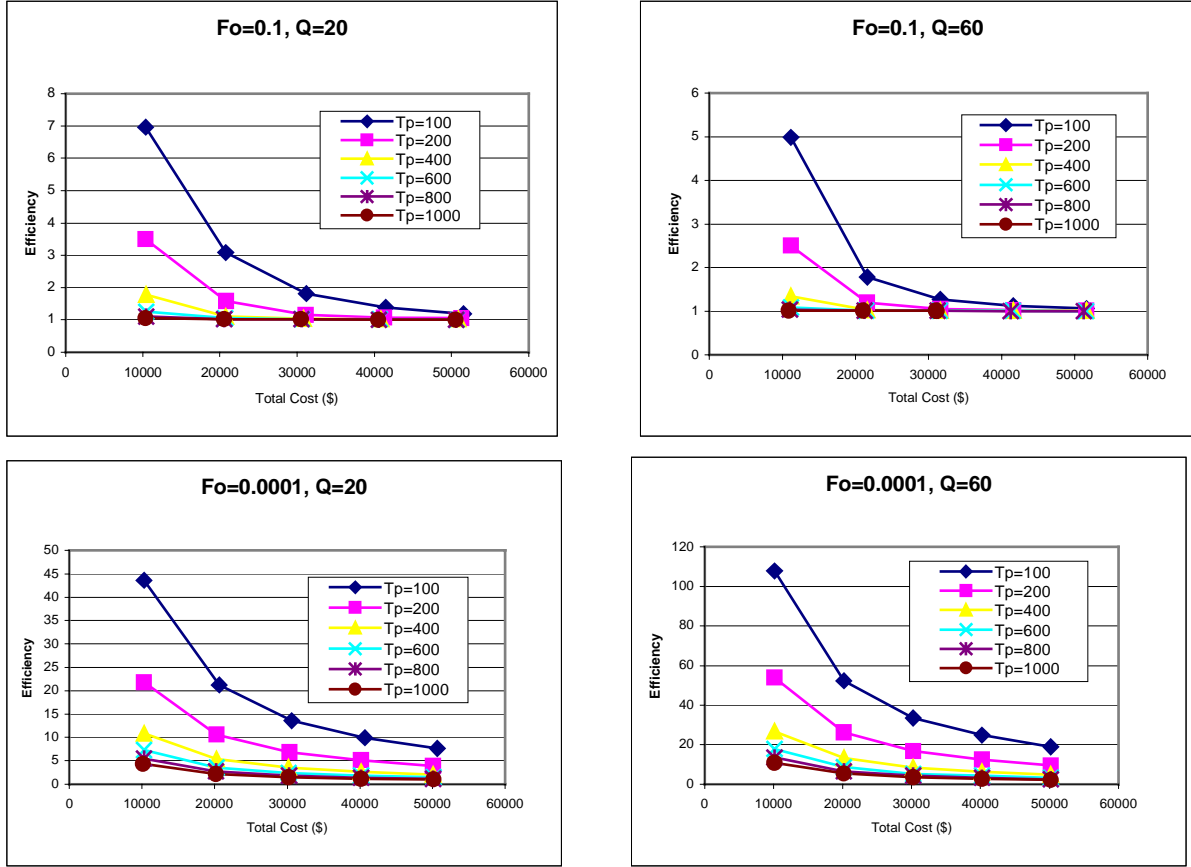 Fo=0.1, Q=20
8
7
6
5
4
3
2
1
0
0 10000 20000 30000 40000 50000 60000
Total Cost ($)
Efficiency
Tp=100
Tp=200
Tp=400
Tp=600
Tp=800
Tp=1000
Fo=0.1, Q=60
6
5
4
3
2
1
0
0 10000 20000 30000 40000 50000 60000
Total Cost ($)
Efficiency
Tp=100
Tp=200
Tp=400
Tp=600
Tp=800
Tp=1000
Fo=0.0001, Q=20
50
45
40
35
30
25
20
15
10
5
0
0 10000 20000 30000 40000 50000 60000
Total Cost ($)
Efficiency
Tp=100
Tp=200
Tp=400
Tp=600
Tp=800
Tp=1000
Fo=0.0001, Q=60
120
100
80
60
40
20
0
0 10000 20000 30000 40000 50000 60000
Total Cost ($)
Efficiency
Tp=100
Tp=200
Tp=400
Tp=600
Tp=800
Tp=1000